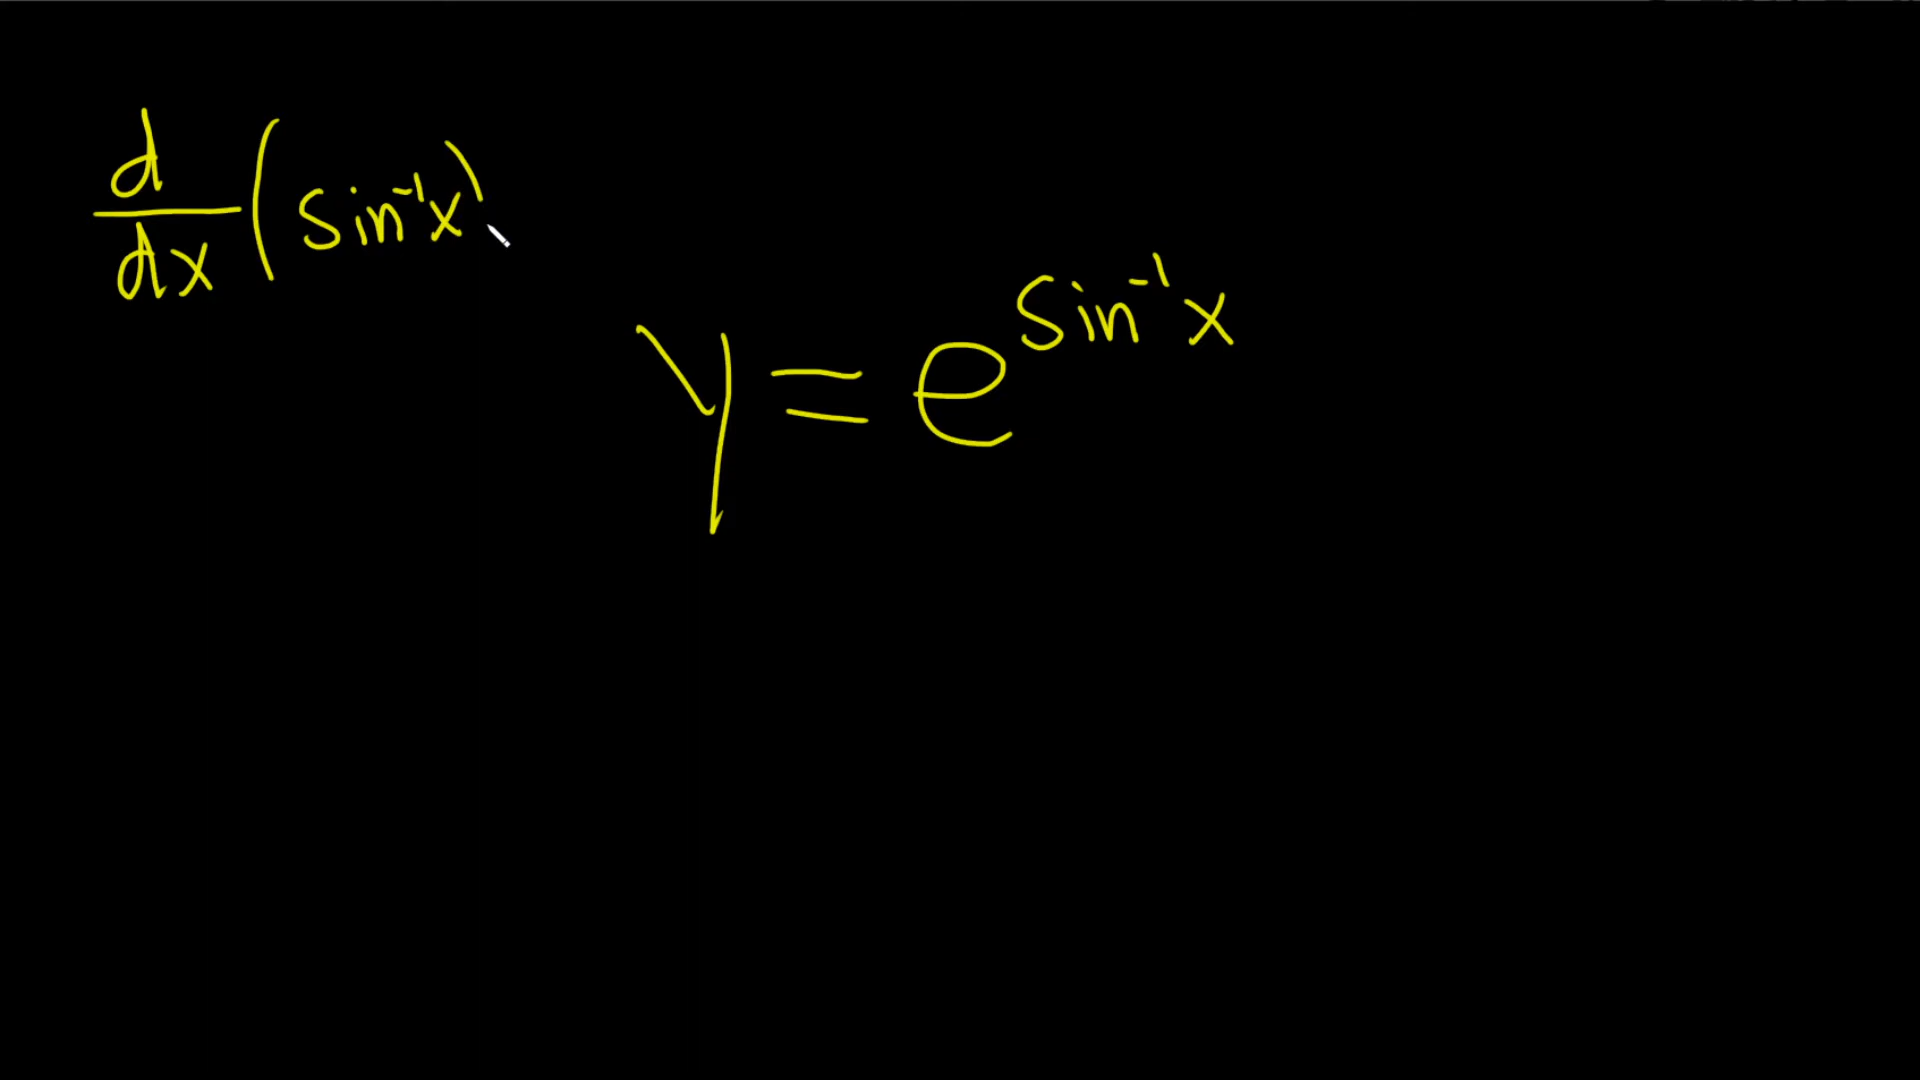 d/dx (sin⁻¹x)
y = e^(sin⁻¹x)